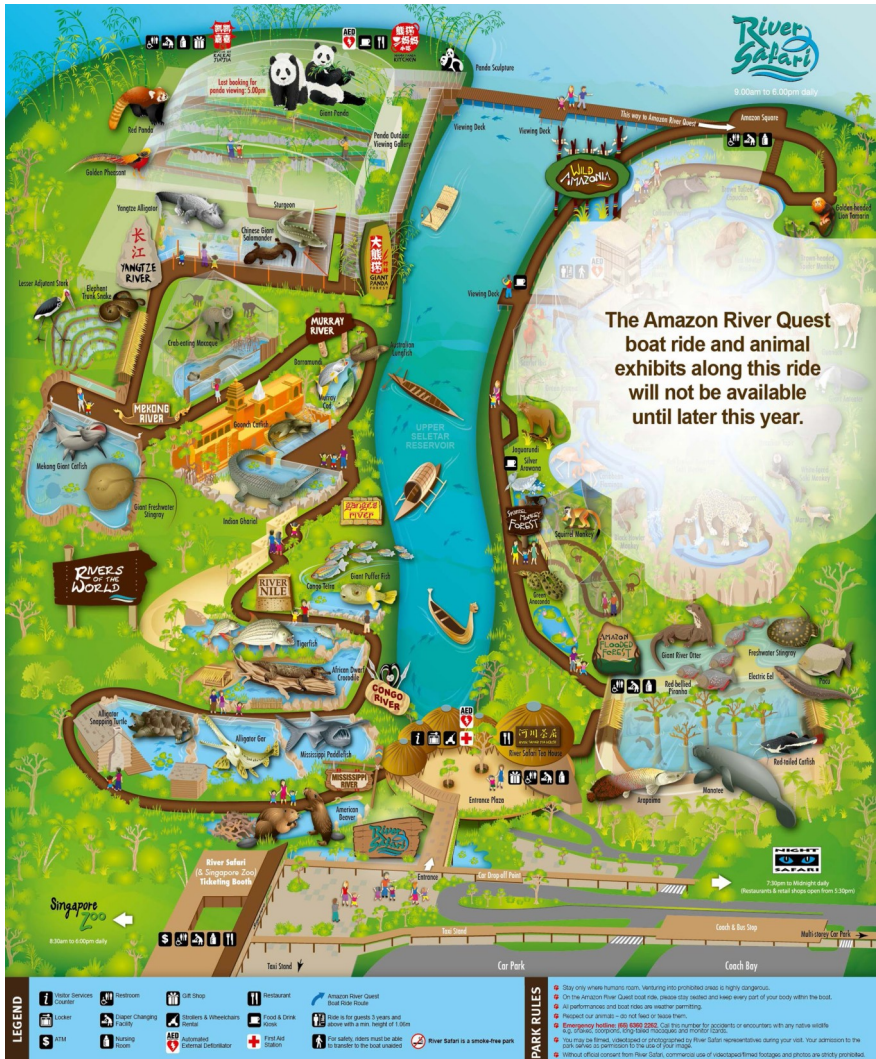 River
Safari
9.00am to 6.00pm daily
AED
Last booking for
panda viewing: 5.00pm
Giant Panda
Panda Sculpture
Red Panda
Golden Pheasant
Panda Outdoor
Viewing Gallery
Viewing Deck
Viewing Deck
This way to Amazon River Quest
Amazon Square
WILD
AMAZONIA
Golden-headed
Lion Tamarin
Yangtze Alligator
Sturgeon
Chinese Giant
Salamander
长江
YANGTZE
RIVER
大熊猫
GIANT
PANDA
FOREST
Lesser Adjutant Stork
Elephant
Trunk Snake
Crab-eating Macaque
MURRAY
RIVER
Australian
Lungfish
Barramundi
Murray
Cod
Viewing Deck
AED
The Amazon River Quest
boat ride and animal
exhibits along this ride
will not be available
until later this year.
MEKONG
RIVER
Goonch Catfish
UPPER
SELETAR
RESERVOIR
Mekong Giant Catfish
Giant Freshwater
Stingray
Indian Gharial
GANGES
RIVER
Jaguarundi
Silver
Arowana
SQUIRREL MONKEY
FOREST
Squirrel Monkey
RIVERS
OF THE
WORLD
RIVER
NILE
Congo Tetra
Giant Puffer Fish
Green
Anaconda
Tigerfish
African Dwarf
Crocodile
CONGO
RIVER
AMAZON
FLOODED
FOREST
Giant River Otter
Freshwater Stingray
Red-bellied
Piranha
Electric Eel
Pacu
Alligator
Snapping Turtle
Alligator Gar
Mississippi Paddlefish
AED
河川茶居
River Safari Tea House
Red-tailed Catfish
Arapaima
Manatee
MISSISSIPPI
RIVER
American
Beaver
Entrance Plaza
River
Safari
River Safari
(& Singapore Zoo)
Ticketing Booth
Entrance
Car Drop-off Point
NIGHT
SAFARI
7:30pm to Midnight daily
(Restaurants & retail shops open from 5:30pm)
Singapore
Zoo
8:30am to 6:00pm daily
Taxi Stand
Taxi Stand
Coach & Bus Stop
Multi-storey Car Park
Car Park
Coach Bay
LEGEND
Visitor Services
Counter
Locker
ATM
Restroom
Diaper Changing
Facility
Nursing
Room
Gift Shop
Strollers & Wheelchairs
Rental
AED
Automated
External Defibrillator
Restaurant
Food & Drink
Kiosk
First Aid
Station
Amazon River Quest
Boat Ride Route
Ride is for guests 3 years and
above with a min. height of 1.06m
For safety, riders must be able
to transfer to the boat unaided
River Safari is a smoke-free park
PARK RULES
Stay only where humans roam. Venturing into prohibited areas is highly dangerous.
On the Amazon River Quest boat ride, please stay seated and keep every part of your body within the boat.
All performances and boat rides are weather permitting.
Respect our animals – do not feed or tease them.
Emergency hotline: (65) 6360 2262. Call this number for accidents or encounters with any native wildlife
e.g. snakes, scorpions, long-tailed macaques and monitor lizards.
You may be filmed, videotaped or photographed by River Safari representatives during your visit. Your admission to the
park serves as permission to the use of your image.
Without official consent from River Safari, commercial use of videotaped/filmed footages and photos are strictly prohibited.